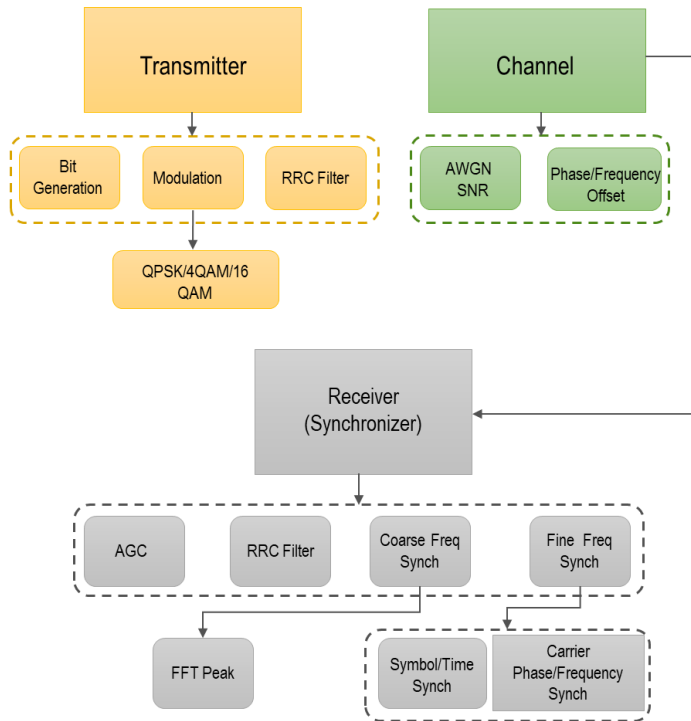 Transmitter
Channel
Bit
Generation
Modulation
RRC Filter
AWGN
SNR
Phase/Frequency
Offset
QPSK/4QAM/16
QAM
Receiver
(Synchronizer)
AGC
RRC Filter
Coarse Freq
Synch
Fine Freq
Synch
FFT Peak
Symbol/Time
Synch
Carrier
Phase/Frequency
Synch